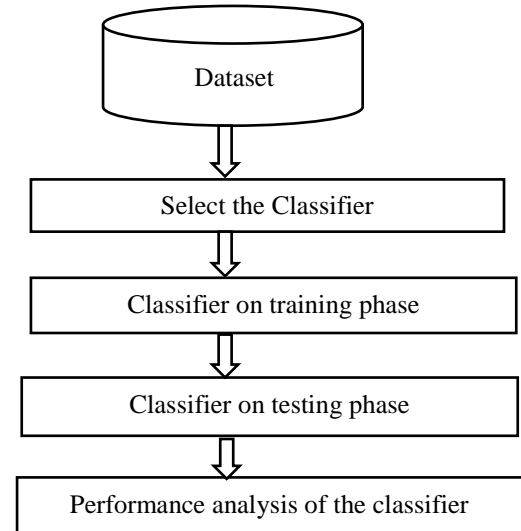 Dataset
Select the Classifier
Classifier on training phase
Classifier on testing phase
Performance analysis of the classifier